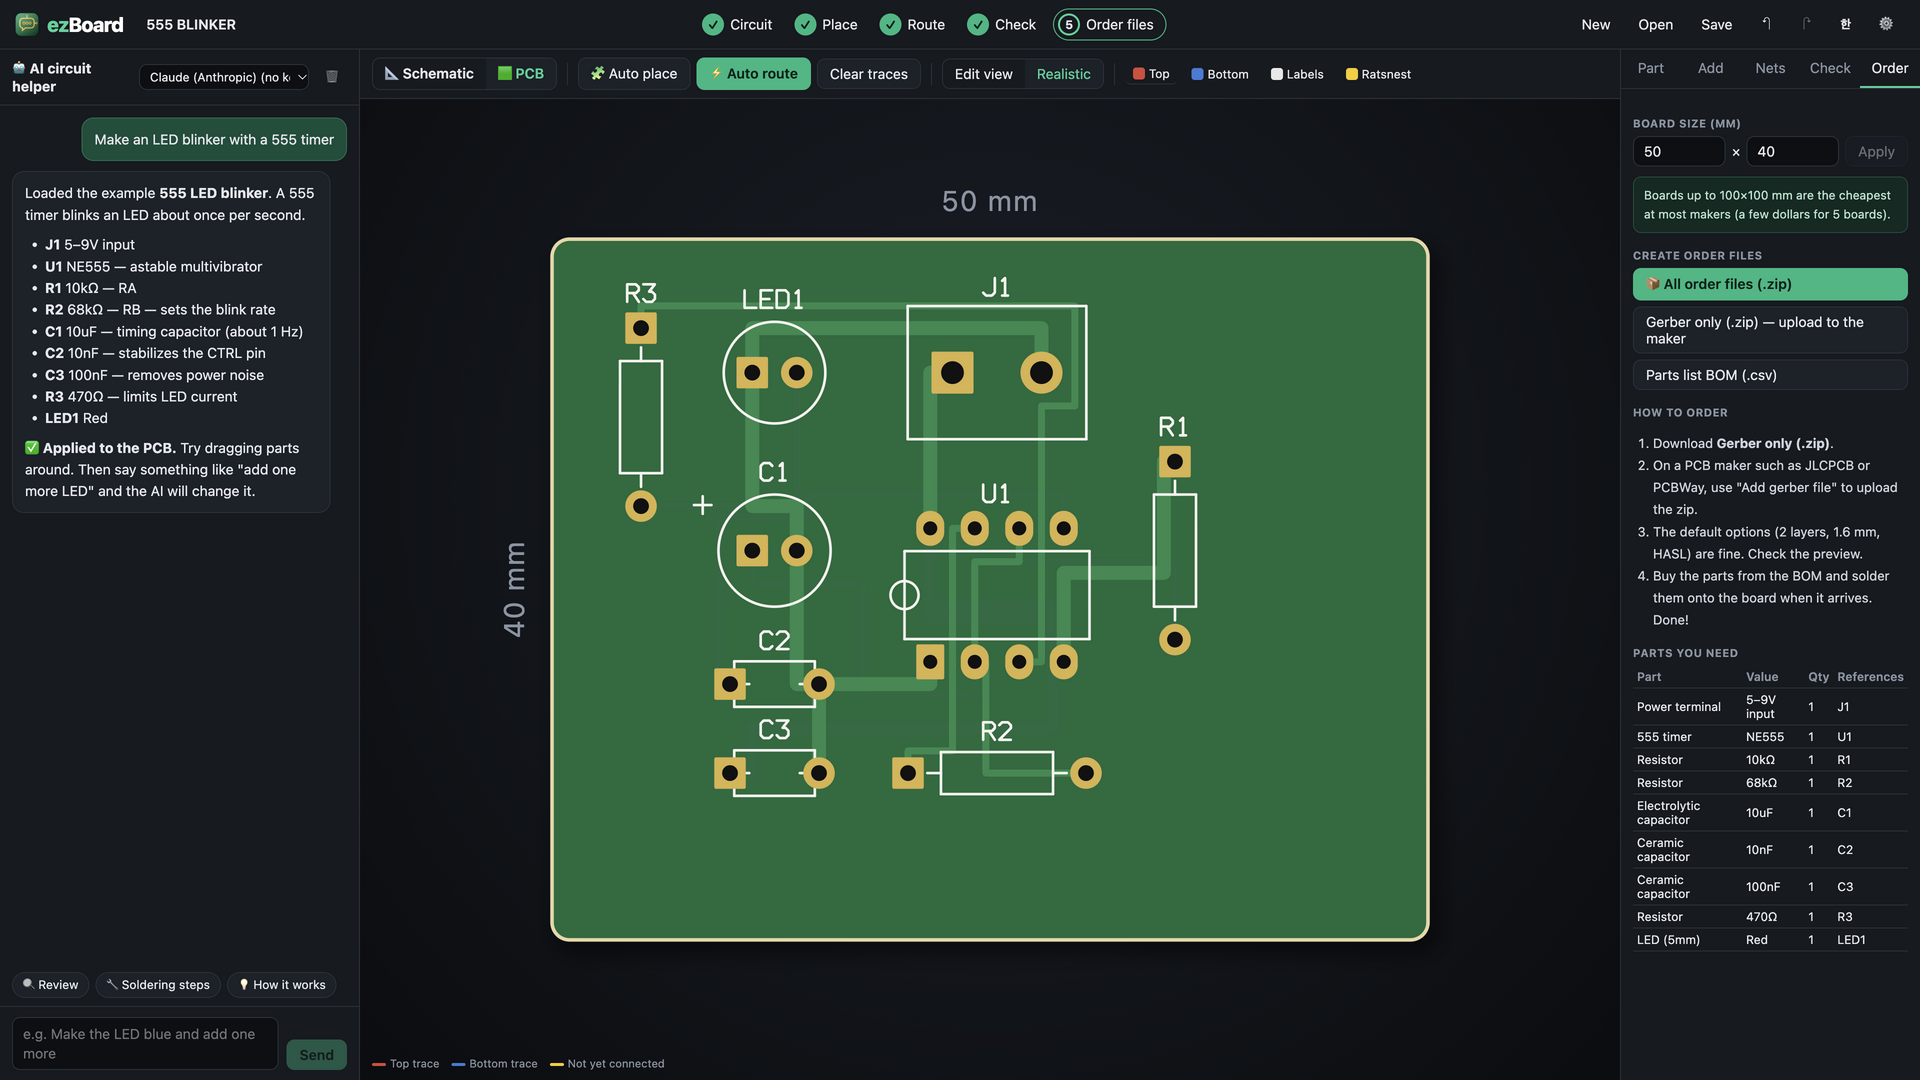 ezBoard
555 BLINKER
✓ Circuit
✓ Place
✓ Route
✓ Check
5 Order files
New
Open
Save
한
AI circuit
helper
Claude (Anthropic) (no k
Schematic
PCB
Auto place
Auto route
Clear traces
Edit view
Realistic
Top
Bottom
Labels
Ratsnest
Part
Add
Nets
Check
Order
Make an LED blinker with a 555 timer
Loaded the example 555 LED blinker. A 555
timer blinks an LED about once per second.
• J1 5–9V input
• U1 NE555 — astable multivibrator
• R1 10kΩ — RA
• R2 68kΩ — RB — sets the blink rate
• C1 10uF — timing capacitor (about 1 Hz)
• C2 10nF — stabilizes the CTRL pin
• C3 100nF — removes power noise
• R3 470Ω — limits LED current
• LED1 Red
✅ Applied to the PCB. Try dragging parts
around. Then say something like "add one
more LED" and the AI will change it.
Review
Soldering steps
How it works
e.g. Make the LED blue and add one
more
Send
50 mm
40 mm
R3
LED1
J1
R1
C1
+
U1
C2
C3
R2
Top trace
Bottom trace
Not yet connected
BOARD SIZE (MM)
50 × 40
Apply
Boards up to 100×100 mm are the cheapest
at most makers (a few dollars for 5 boards).
CREATE ORDER FILES
All order files (.zip)
Gerber only (.zip) — upload to the
maker
Parts list BOM (.csv)
HOW TO ORDER
1. Download Gerber only (.zip).
2. On a PCB maker such as JLCPCB or
PCBWay, use "Add gerber file" to upload
the zip.
3. The default options (2 layers, 1.6 mm,
HASL) are fine. Check the preview.
4. Buy the parts from the BOM and solder
them onto the board when it arrives.
Done!
PARTS YOU NEED
Part Value Qty References
Power terminal 5–9V input 1 J1
555 timer NE555 1 U1
Resistor 10kΩ 1 R1
Resistor 68kΩ 1 R2
Electrolytic capacitor 10uF 1 C1
Ceramic capacitor 10nF 1 C2
Ceramic capacitor 100nF 1 C3
Resistor 470Ω 1 R3
LED (5mm) Red 1 LED1